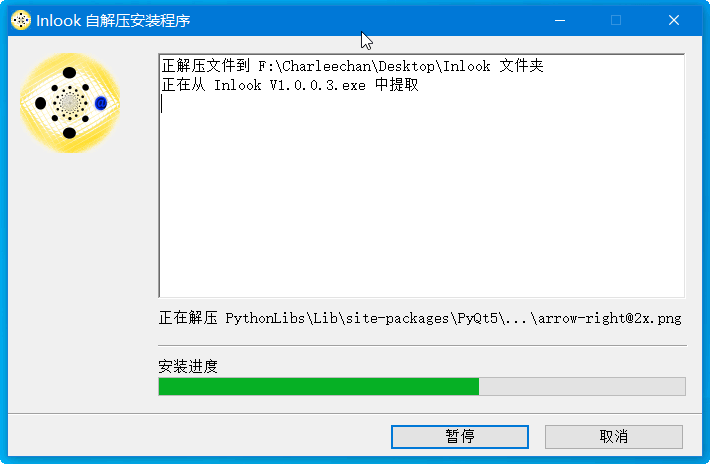 Inlook 自解压安装程序
正解压文件到 F:\Charleechan\Desktop\Inlook 文件夹
正在从 Inlook V1.0.0.3.exe 中提取
正在解压 PythonLibs\Lib\site-packages\PyQt5\...\arrow-right@2x.png
安装进度
暂停 取消